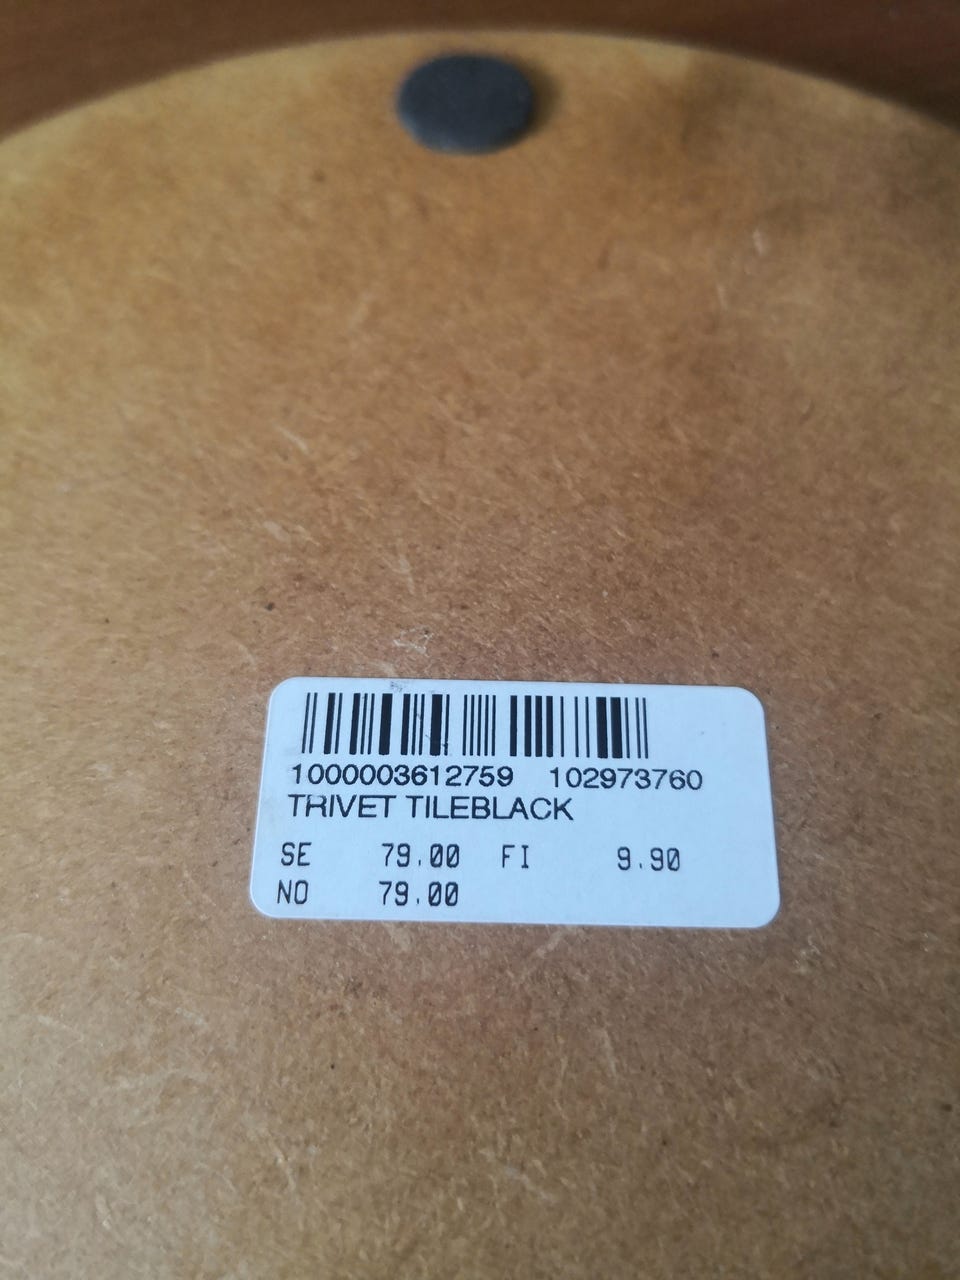 1000003612759 102973760
TRIVET TILEBLACK
SE 79.00 FI 9.90
NO 79.00